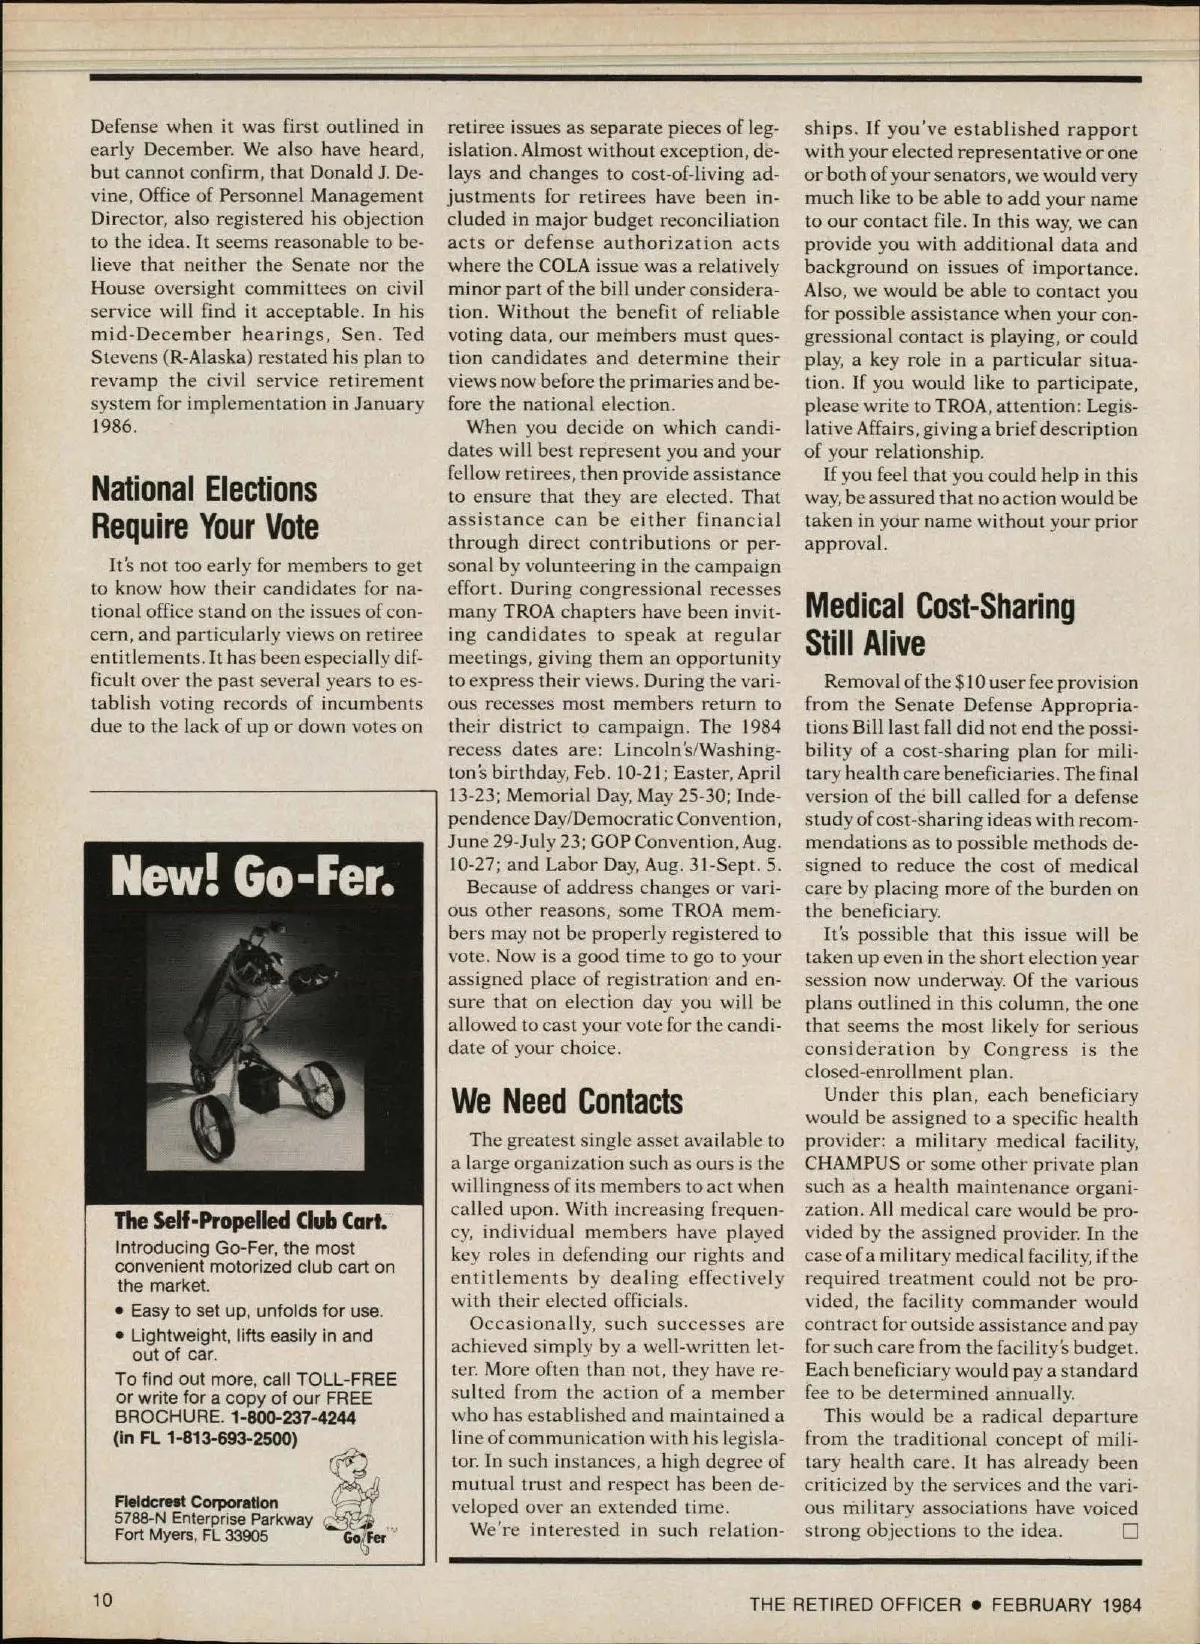 Defense when it was first outlined in
early December. We also have heard,
but cannot confirm, that Donald J. De-
vine, Office of Personnel Management
Director, also registered his objection
to the idea. It seems reasonable to be-
lieve that neither the Senate nor the
House oversight committees on civil
service will find it acceptable. In his
mid-December hearings, Sen. Ted
Stevens (R-Alaska) restated his plan to
revamp the civil service retirement
system for implementation in January
1986.
National Elections
Require Your Vote
It's not too early for members to get
to know how their candidates for na-
tional office stand on the issues of con-
cern, and particularly views on retiree
entitlements. It has been especially dif-
ficult over the past several years to es-
tablish voting records of incumbents
due to the lack of up or down votes on
retiree issues as separate pieces of leg-
islation. Almost without exception, de-
lays and changes to cost-of-living ad-
justments for retirees have been in-
cluded in major budget reconciliation
acts or defense authorization acts
where the COLA issue was a relatively
minor part of the bill under considera-
tion. Without the benefit of reliable
voting data, our members must ques-
tion candidates and determine their
views now before the primaries and be-
fore the national election.
When you decide on which candi-
dates will best represent you and your
fellow retirees, then provide assistance
to ensure that they are elected. That
assistance can be either financial
through direct contributions or per-
sonal by volunteering in the campaign
effort. During congressional recesses
many TROA chapters have been invit-
ing candidates to speak at regular
meetings, giving them an opportunity
to express their views. During the vari-
ous recesses most members return to
their district to campaign. The 1984
recess dates are: Lincoln's/Washing-
ton's birthday, Feb. 10-21; Easter, April
13-23; Memorial Day, May 25-30; Inde-
pendence Day/Democratic Convention,
June 29-July 23; GOP Convention, Aug.
10-27; and Labor Day, Aug. 31-Sept. 5.
Because of address changes or vari-
ous other reasons, some TROA mem-
bers may not be properly registered to
vote. Now is a good time to go to your
assigned place of registration and en-
sure that on election day you will be
allowed to cast your vote for the candi-
date of your choice.
We Need Contacts
The greatest single asset available to
a large organization such as ours is the
willingness of its members to act when
called upon. With increasing frequen-
cy, individual members have played
key roles in defending our rights and
entitlements by dealing effectively
with their elected officials.
Occasionally, such successes are
achieved simply by a well-written let-
ter. More often than not, they have re-
sulted from the action of a member
who has established and maintained a
line of communication with his legisla-
tor. In such instances, a high degree of
mutual trust and respect has been de-
veloped over an extended time.
We're interested in such relation-
ships. If you've established rapport
with your elected representative or one
or both of your senators, we would very
much like to be able to add your name
to our contact file. In this way, we can
provide you with additional data and
background on issues of importance.
Also, we would be able to contact you
for possible assistance when your con-
gressional contact is playing, or could
play, a key role in a particular situa-
tion. If you would like to participate,
please write to TROA, attention: Legis-
lative Affairs, giving a brief description
of your relationship.
If you feel that you could help in this
way, be assured that no action would be
taken in your name without your prior
approval.
Medical Cost-Sharing
Still Alive
Removal of the $10 user fee provision
from the Senate Defense Appropria-
tions Bill last fall did not end the possi-
bility of a cost-sharing plan for mili-
tary health care beneficiaries. The final
version of the bill called for a defense
study of cost-sharing ideas with recom-
mendations as to possible methods de-
signed to reduce the cost of medical
care by placing more of the burden on
the beneficiary.
It's possible that this issue will be
taken up even in the short election year
session now underway. Of the various
plans outlined in this column, the one
that seems the most likely for serious
consideration by Congress is the
closed-enrollment plan.
Under this plan, each beneficiary
would be assigned to a specific health
provider: a military medical facility,
CHAMPUS or some other private plan
such as a health maintenance organi-
zation. All medical care would be pro-
vided by the assigned provider. In the
case of a military medical facility, if the
required treatment could not be pro-
vided, the facility commander would
contract for outside assistance and pay
for such care from the facility's budget.
Each beneficiary would pay a standard
fee to be determined annually.
This would be a radical departure
from the traditional concept of mili-
tary health care. It has already been
criticized by the services and the vari-
ous military associations have voiced
strong objections to the idea. □
New! Go-Fer.
The Self-Propelled Club Cart.
Introducing Go-Fer, the most
convenient motorized club cart on
the market.
• Easy to set up, unfolds for use.
• Lightweight, lifts easily in and
out of car.
To find out more, call TOLL-FREE
or write for a copy of our FREE
BROCHURE. 1-800-237-4244
(in FL 1-813-693-2500)
Fieldcrest Corporation
5788-N Enterprise Parkway
Fort Myers, FL 33905
Go Fer™
10
THE RETIRED OFFICER • FEBRUARY 1984